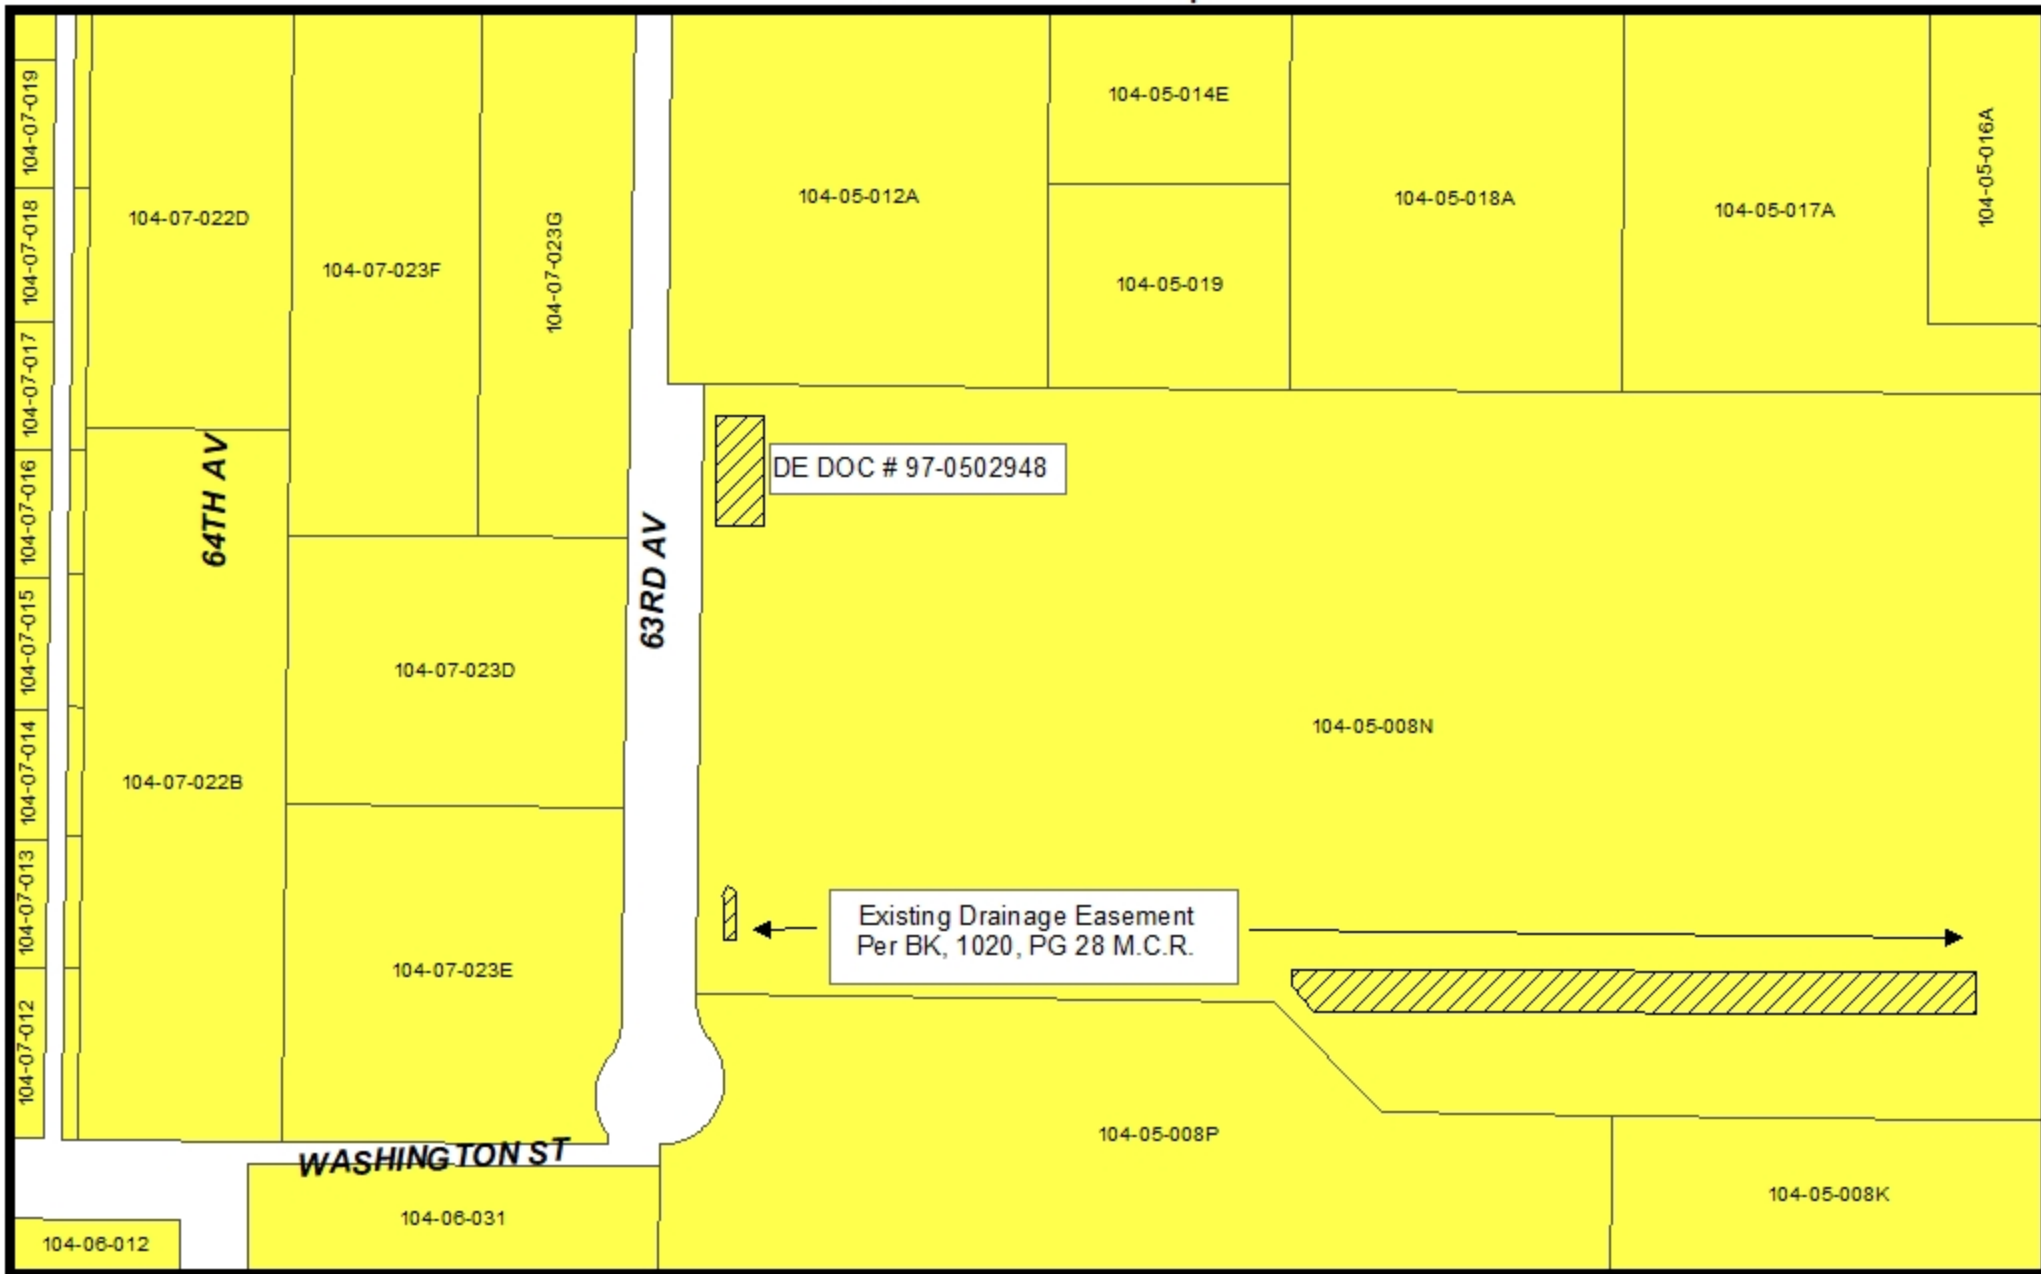 104-07-019
104-07-018
104-07-017
104-07-016
104-07-015
104-07-014
104-07-013
104-07-012
104-07-022D
104-07-023F
104-07-023G
104-05-012A
104-05-014E
104-05-019
104-05-018A
104-05-017A
104-05-016A
64TH AV
63RD AV
DE DOC # 97-0502948
104-07-023D
104-07-022B
104-05-008N
104-07-023E
Existing Drainage Easement
Per BK, 1020, PG 28 M.C.R.
104-05-008P
WASHINGTON ST
104-05-008K
104-06-031
104-06-012